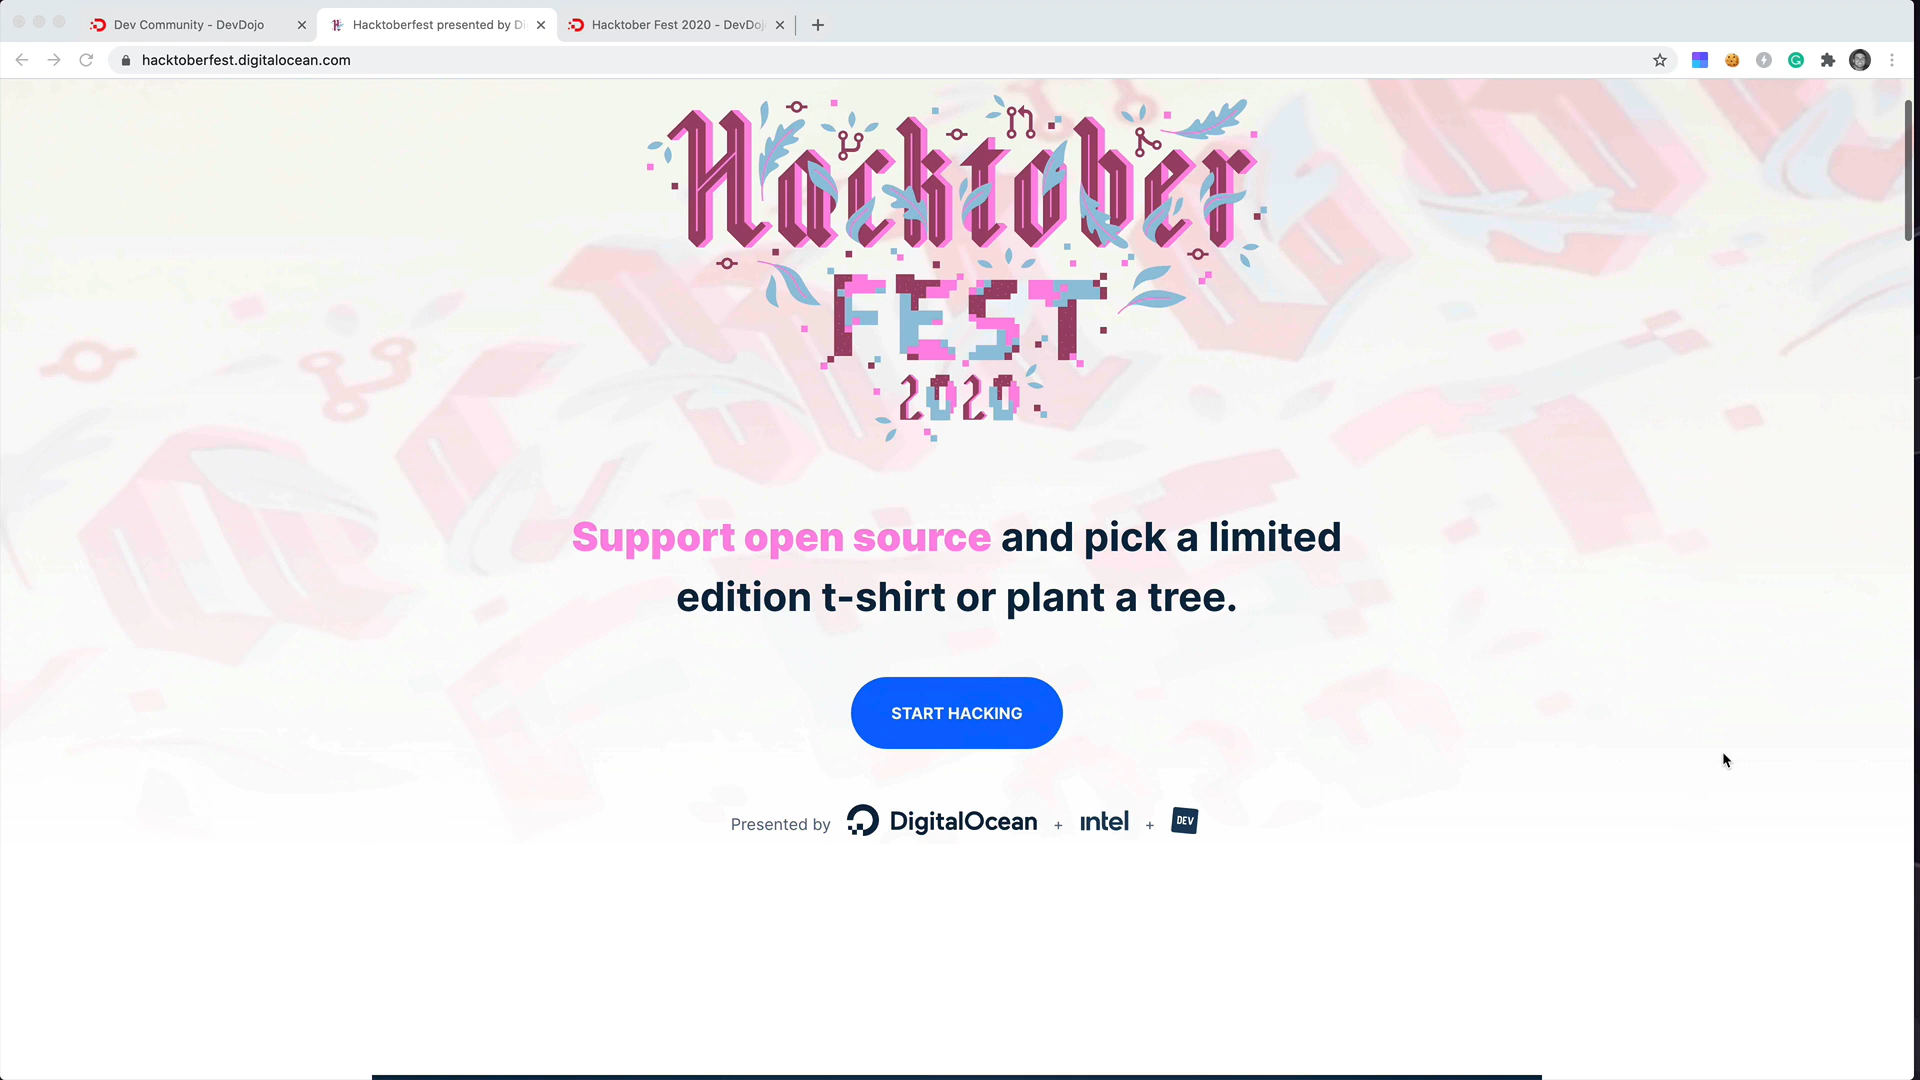 Dev Community - DevDojo
Hacktoberfest presented by Di
Hacktober Fest 2020 - DevDoj
hacktoberfest.digitalocean.com
Hacktober
FEST
2020
Support open source and pick a limited
edition t-shirt or plant a tree.
START HACKING
Presented by DigitalOcean + intel + DEV